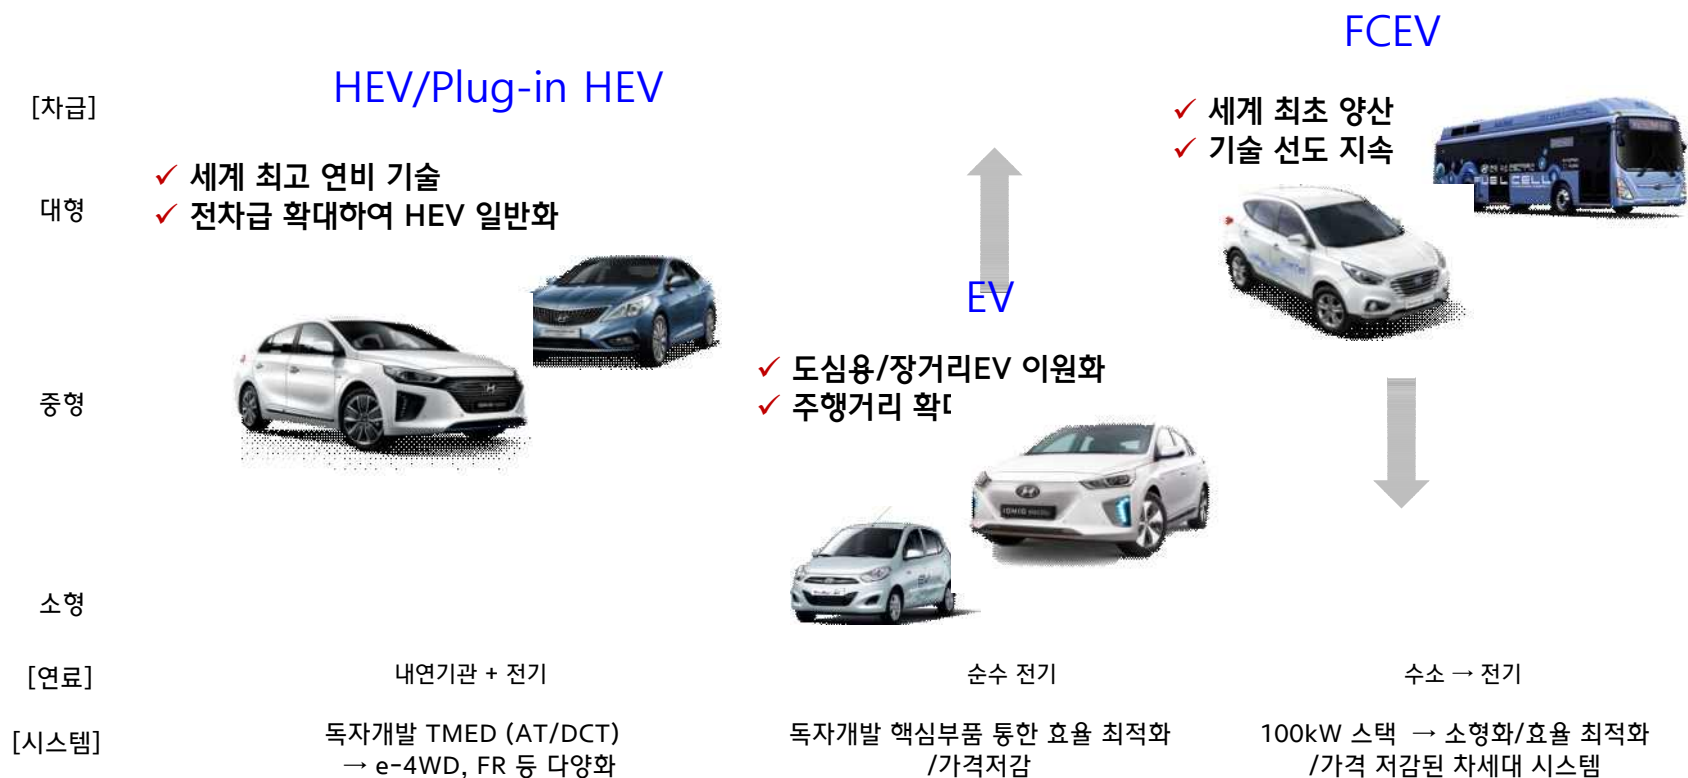 FCEV
HEV/Plug-in HEV
[차급]
✓ 세계 최초 양산
✓ 기술 선도 지속
✓ 세계 최고 연비 기술
✓ 전차급 확대하여 HEV 일반화
대형
FUEL CELL
EV
✓ 도심용/장거리EV 이원화
✓ 주행거리
중형
IONIQ electric
EV
소형
[연료]
내연기관 + 전기
순수 전기
수소 → 전기
[시스템]
독자개발 TMED (AT/DCT)
→ e-4WD, FR 등 다양화
독자개발 핵심부품 통한 효율 최적화
/가격저감
100kW 스택 → 소형화/효율 최적화
/가격 저감된 차세대 시스템